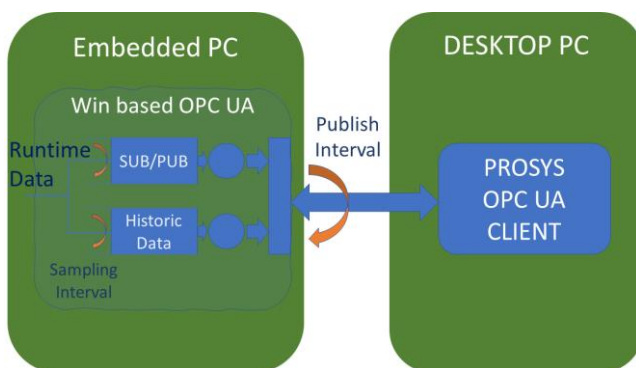 Embedded PC
Win based OPC UA
Runtime
Data
SUB/PUB
Historic
Data
Sampling
Interval
Publish
Interval
DESKTOP PC
PROSYS
OPC UA
CLIENT